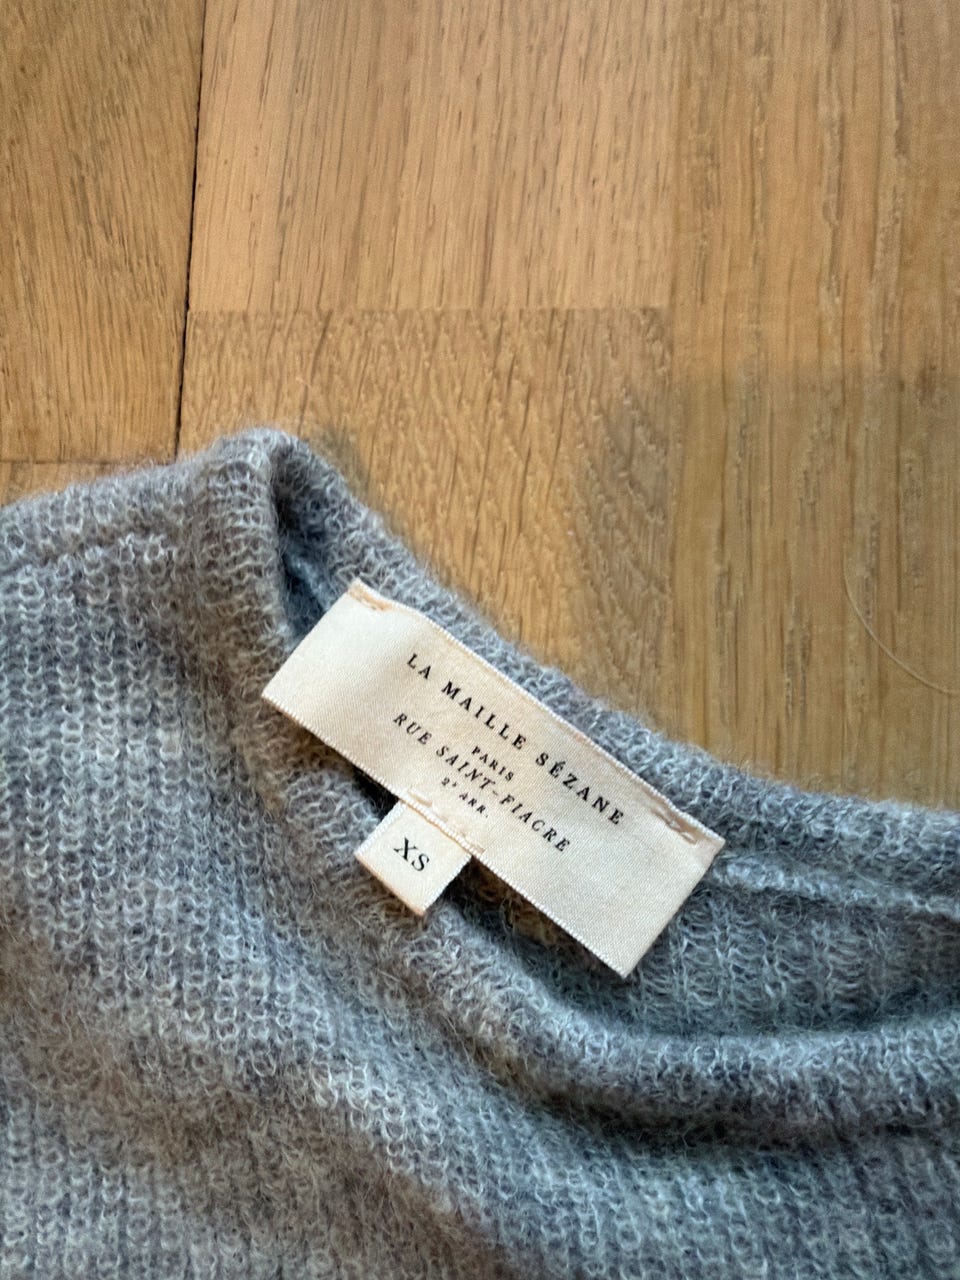 LA MAILLE SÉZANE
PARIS
RUE SAINT-FIACRE
2ᵉ ARR.
XS